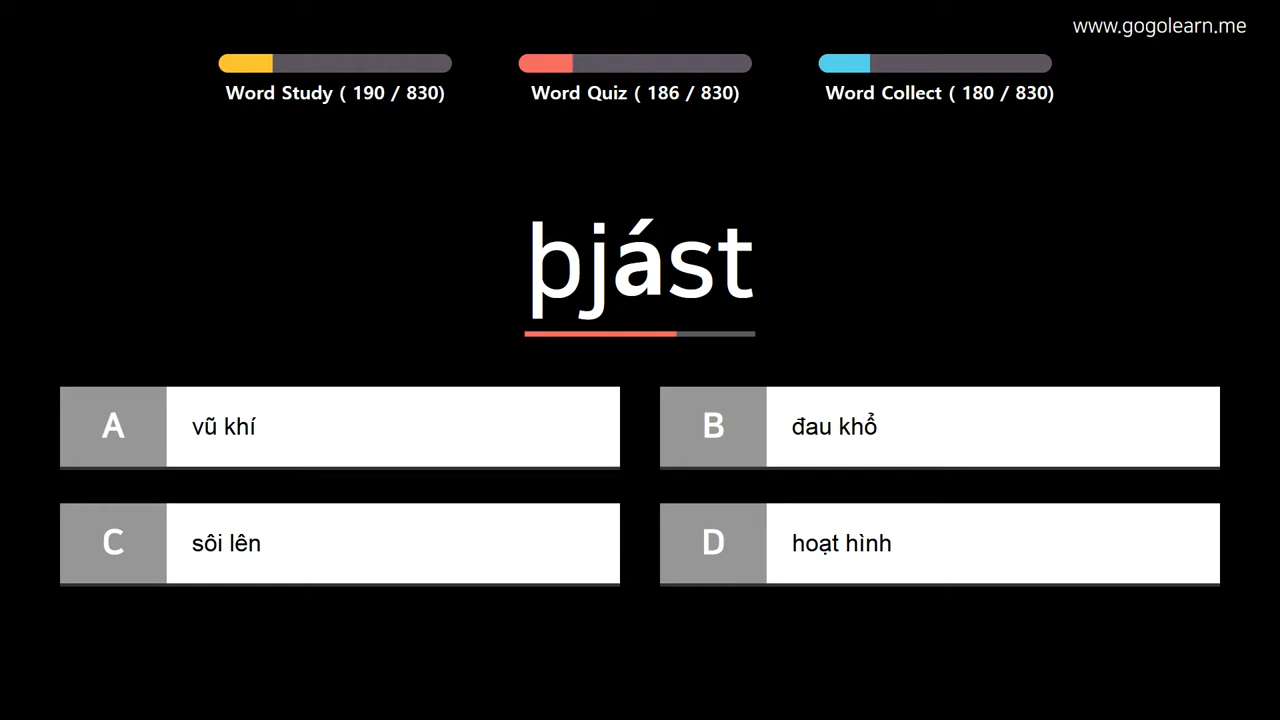 www.gogolearn.me
Word Study ( 190 / 830)
Word Quiz ( 186 / 830)
Word Collect ( 180 / 830)
þjást
A vũ khí
B đau khổ
C sôi lên
D hoạt hình